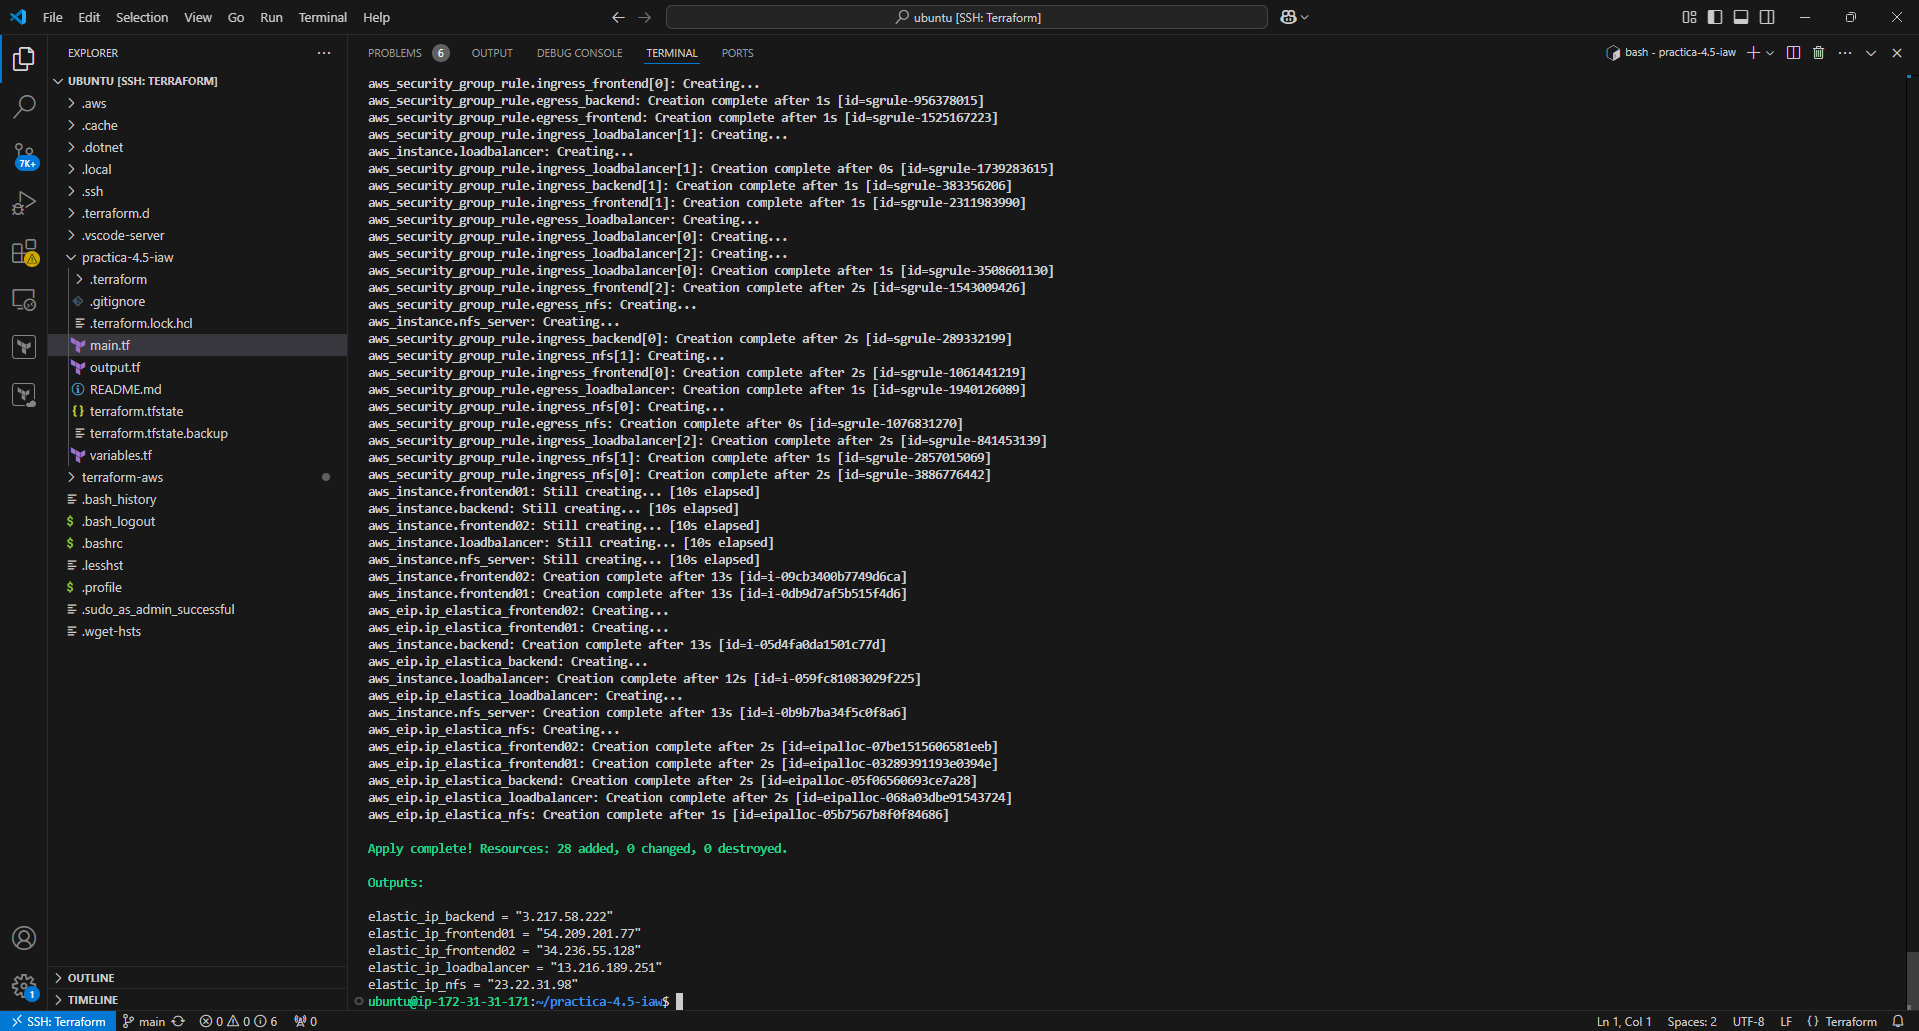 File Edit Selection View Go Run Terminal Help
ubuntu [SSH: Terraform]
EXPLORER
UBUNTU [SSH: TERRAFORM]
.aws
.cache
.dotnet
.local
.ssh
.terraform.d
.vscode-server
practica-4.5-iaw
.terraform
.gitignore
.terraform.lock.hcl
main.tf
output.tf
README.md
terraform.tfstate
terraform.tfstate.backup
variables.tf
terraform-aws
.bash_history
.bash_logout
.bashrc
.lesshst
.profile
.sudo_as_admin_successful
.wget-hsts
OUTLINE
TIMELINE
7K+
1
PROBLEMS 6 OUTPUT DEBUG CONSOLE TERMINAL PORTS
bash - practica-4.5-iaw
aws_security_group_rule.ingress_frontend[0]: Creating...
aws_security_group_rule.egress_backend: Creation complete after 1s [id=sgrule-956378015]
aws_security_group_rule.egress_frontend: Creation complete after 1s [id=sgrule-1525167223]
aws_security_group_rule.ingress_loadbalancer[1]: Creating...
aws_instance.loadbalancer: Creating...
aws_security_group_rule.ingress_loadbalancer[1]: Creation complete after 0s [id=sgrule-1739283615]
aws_security_group_rule.ingress_backend[1]: Creation complete after 1s [id=sgrule-383356206]
aws_security_group_rule.ingress_frontend[1]: Creation complete after 1s [id=sgrule-2311983990]
aws_security_group_rule.egress_loadbalancer: Creating...
aws_security_group_rule.ingress_loadbalancer[0]: Creating...
aws_security_group_rule.ingress_loadbalancer[2]: Creating...
aws_security_group_rule.ingress_loadbalancer[0]: Creation complete after 1s [id=sgrule-3508601130]
aws_security_group_rule.ingress_frontend[2]: Creation complete after 2s [id=sgrule-1543009426]
aws_security_group_rule.egress_nfs: Creating...
aws_instance.nfs_server: Creating...
aws_security_group_rule.ingress_backend[0]: Creation complete after 2s [id=sgrule-289332199]
aws_security_group_rule.ingress_nfs[1]: Creating...
aws_security_group_rule.ingress_frontend[0]: Creation complete after 2s [id=sgrule-1061441219]
aws_security_group_rule.egress_loadbalancer: Creation complete after 1s [id=sgrule-1940126089]
aws_security_group_rule.ingress_nfs[0]: Creating...
aws_security_group_rule.egress_nfs: Creation complete after 0s [id=sgrule-1076831270]
aws_security_group_rule.ingress_loadbalancer[2]: Creation complete after 2s [id=sgrule-841453139]
aws_security_group_rule.ingress_nfs[1]: Creation complete after 1s [id=sgrule-2857015069]
aws_security_group_rule.ingress_nfs[0]: Creation complete after 2s [id=sgrule-3886776442]
aws_instance.frontend01: Still creating... [10s elapsed]
aws_instance.backend: Still creating... [10s elapsed]
aws_instance.frontend02: Still creating... [10s elapsed]
aws_instance.loadbalancer: Still creating... [10s elapsed]
aws_instance.nfs_server: Still creating... [10s elapsed]
aws_instance.frontend02: Creation complete after 13s [id=i-09cb3400b7749d6ca]
aws_instance.frontend01: Creation complete after 13s [id=i-0db9d7af5b515f4d6]
aws_eip.ip_elastica_frontend02: Creating...
aws_eip.ip_elastica_frontend01: Creating...
aws_instance.backend: Creation complete after 13s [id=i-05d4fa0da1501c77d]
aws_eip.ip_elastica_backend: Creating...
aws_instance.loadbalancer: Creation complete after 12s [id=i-059fc81083029f225]
aws_eip.ip_elastica_loadbalancer: Creating...
aws_instance.nfs_server: Creation complete after 13s [id=i-0b9b7ba34f5c0f8a6]
aws_eip.ip_elastica_nfs: Creating...
aws_eip.ip_elastica_frontend02: Creation complete after 2s [id=eipalloc-07be1515606581eeb]
aws_eip.ip_elastica_frontend01: Creation complete after 2s [id=eipalloc-03289391193e0394e]
aws_eip.ip_elastica_backend: Creation complete after 2s [id=eipalloc-05f06560693ce7a28]
aws_eip.ip_elastica_loadbalancer: Creation complete after 2s [id=eipalloc-068a03dbe91543724]
aws_eip.ip_elastica_nfs: Creation complete after 1s [id=eipalloc-05b7567b8f0f84686]
Apply complete! Resources: 28 added, 0 changed, 0 destroyed.
Outputs:
elastic_ip_backend = "3.217.58.222"
elastic_ip_frontend01 = "54.209.201.77"
elastic_ip_frontend02 = "34.236.55.128"
elastic_ip_loadbalancer = "13.216.189.251"
elastic_ip_nfs = "23.22.31.98"
ubuntu@ip-172-31-31-171:~/practica-4.5-iaw$
SSH: Terraform main 0 0 6 0 Ln 1, Col 1 Spaces: 2 UTF-8 LF {} Terraform